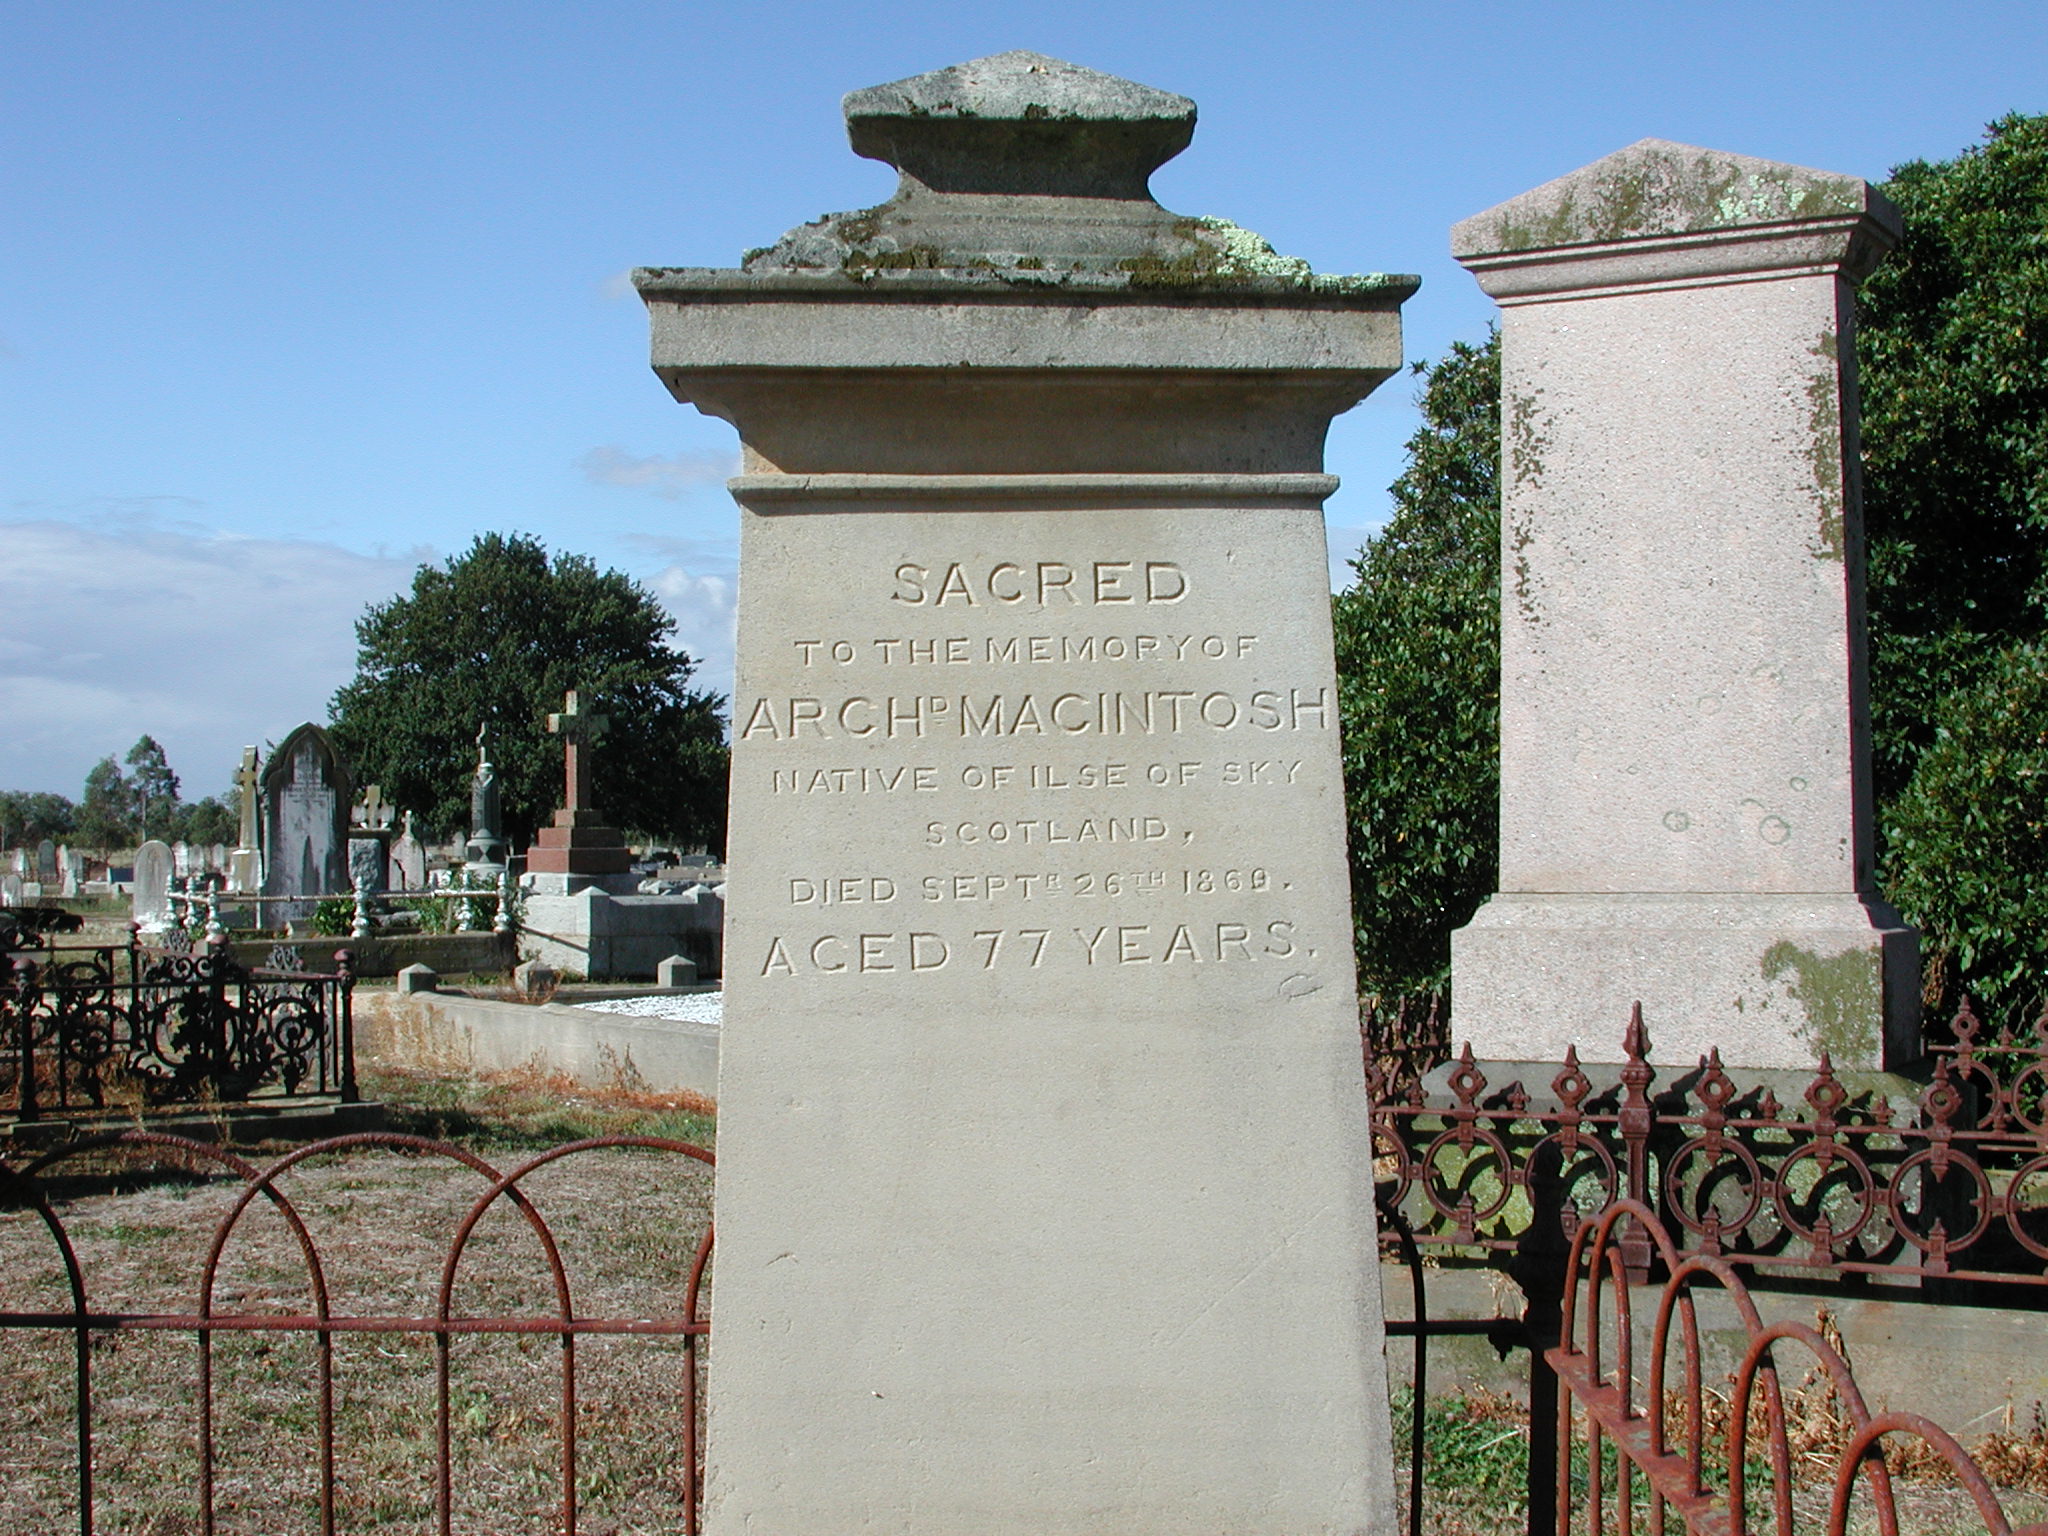 SACRED
TO THE MEMORY OF
ARCHD MACINTOSH
NATIVE OF ILSE OF SKY
SCOTLAND,
DIED SEPTR 26TH 1869.
AGED 77 YEARS.